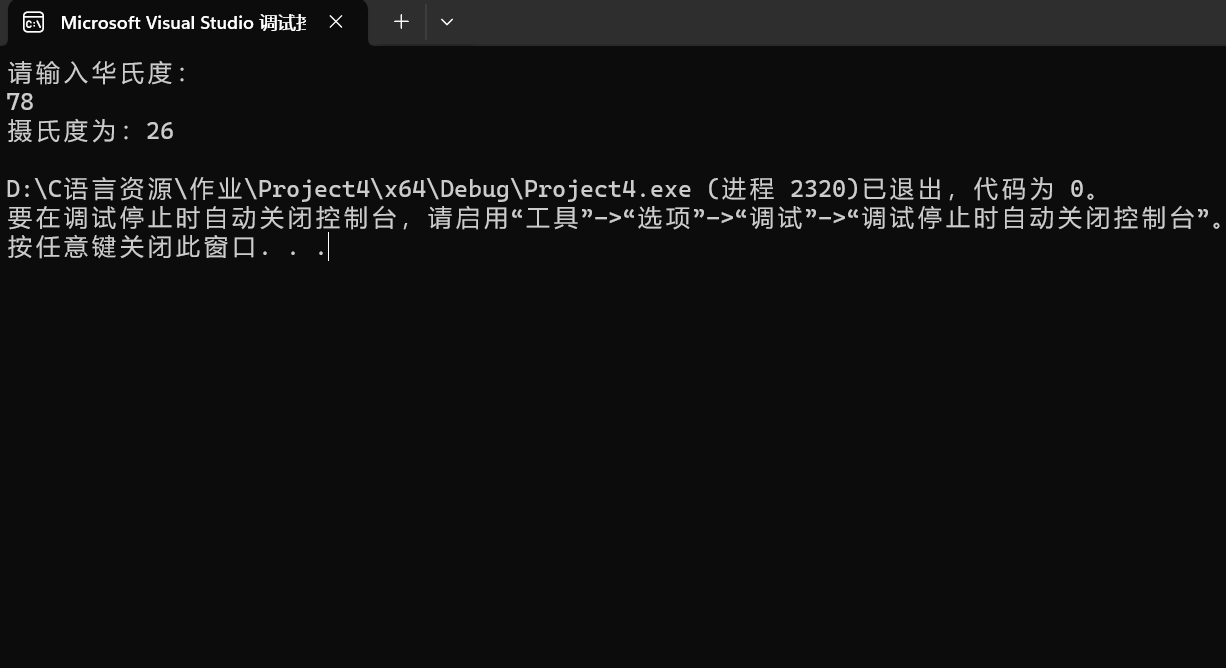 Microsoft Visual Studio 调试
请输入华氏度：
78
摄氏度为：26
D:\C语言资源\作业\Project4\x64\Debug\Project4.exe (进程 2320)已退出，代码为 0。
要在调试停止时自动关闭控制台，请启用“工具”->“选项”->“调试”->“调试停止时自动关闭控制台”。
按任意键关闭此窗口. . .